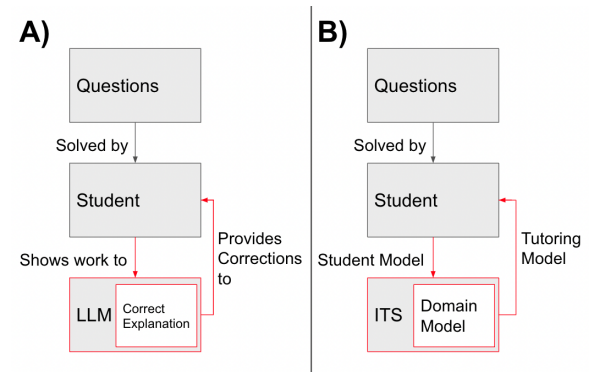 A)
Questions
Solved by
Student
Shows work to
Provides
Corrections
to
LLM
Correct
Explanation
B)
Questions
Solved by
Student
Student Model
Tutoring
Model
ITS
Domain
Model